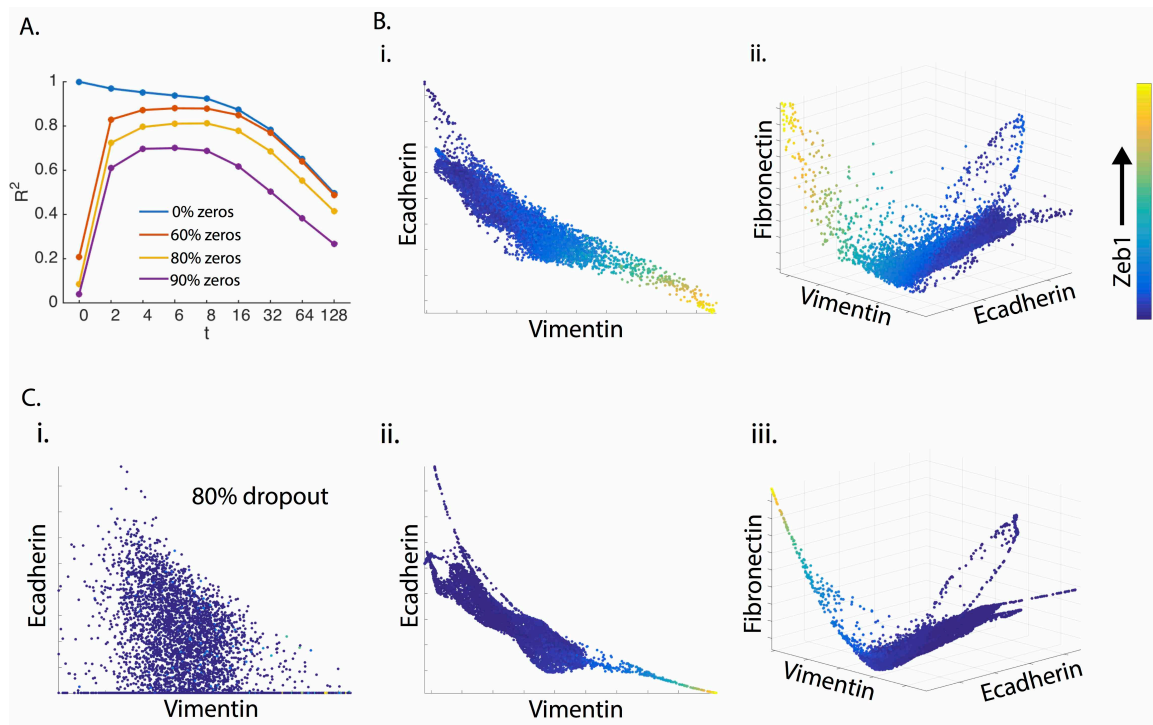 A.
B.
i.
ii.
R²
1
0.8
0.6
0.4
0.2
0
0% zeros
60% zeros
80% zeros
90% zeros
0 2 4 6 8 16 32 64 128
t
Ecadherin
Vimentin
Fibronectin
Vimentin
Ecadherin
Zeb1
C.
i.
ii.
iii.
80% dropout
Ecadherin
Vimentin
Ecadherin
Vimentin
Fibronectin
Vimentin
Ecadherin